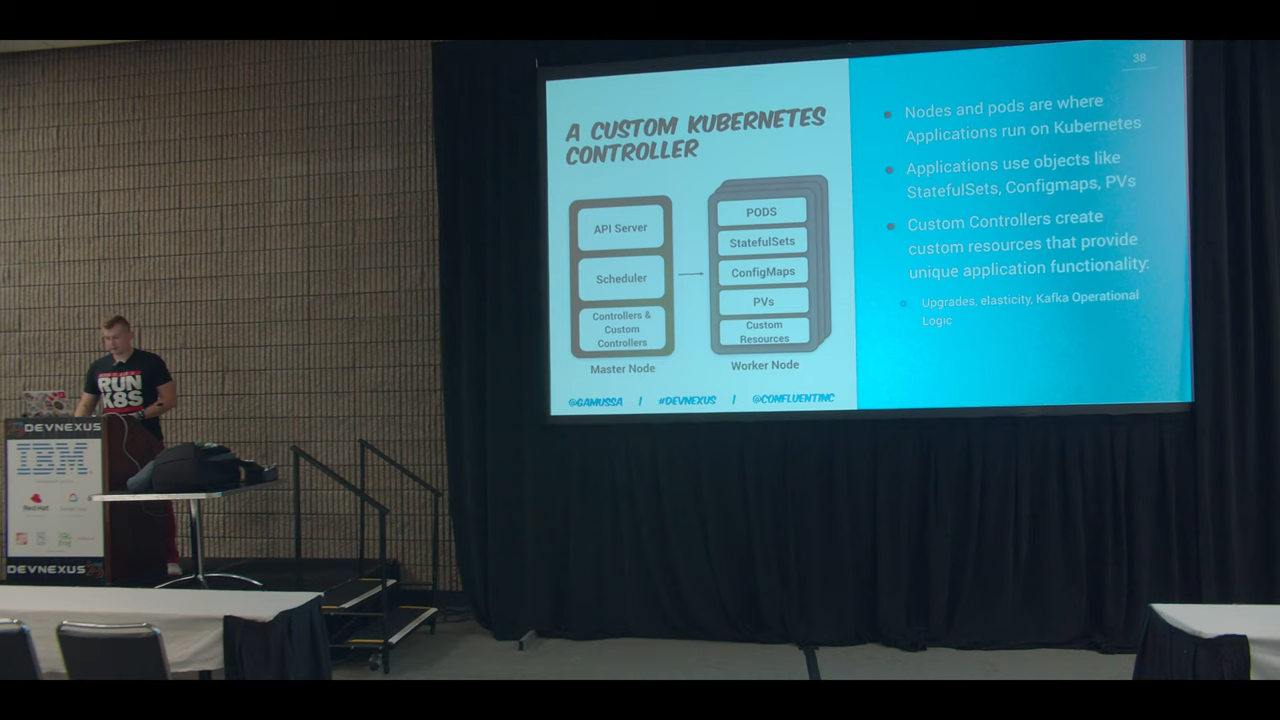 38
A CUSTOM KUBERNETES
CONTROLLER
API Server
Scheduler
Controllers &
Custom
Controllers
Master Node
PODS
StatefulSets
ConfigMaps
PVs
Custom
Resources
Worker Node
@GAMUSSA | #DEVNEXUS | @CONFLUENTINC
Nodes and pods are where
Applications run on Kubernetes
Applications use objects like
StatefulSets, Configmaps, PVs
Custom Controllers create
custom resources that provide
unique application functionality:
Upgrades, elasticity, Kafka Operational
Logic
RUN
K8S
DEVNEXUS
IBM
Red Hat
DEVNEXUS